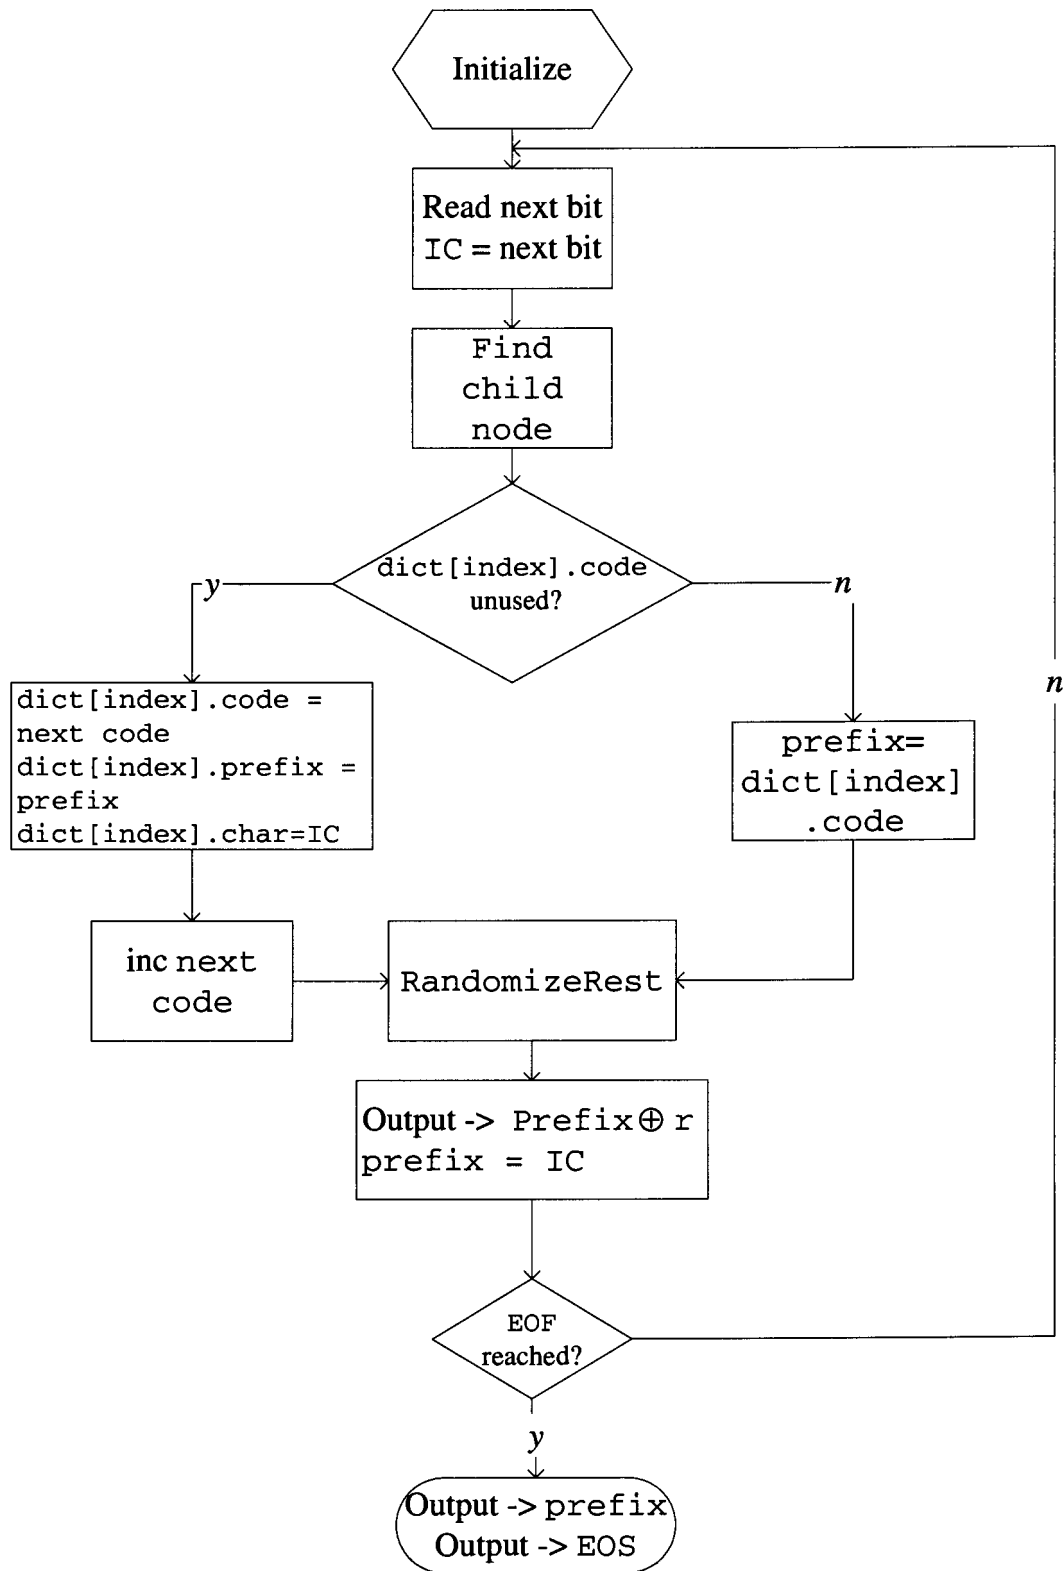 Initialize
Read next bit
IC = next bit
Find
child
node
dict[index].code
unused?
y
n
dict[index].code =
next code
dict[index].prefix =
prefix
dict[index].char=IC
prefix=
dict[index]
.code
n
inc next
code
RandomizeRest
Output -> Prefix⊕ r
prefix = IC
EOF
reached?
y
Output -> prefix
Output -> EOS